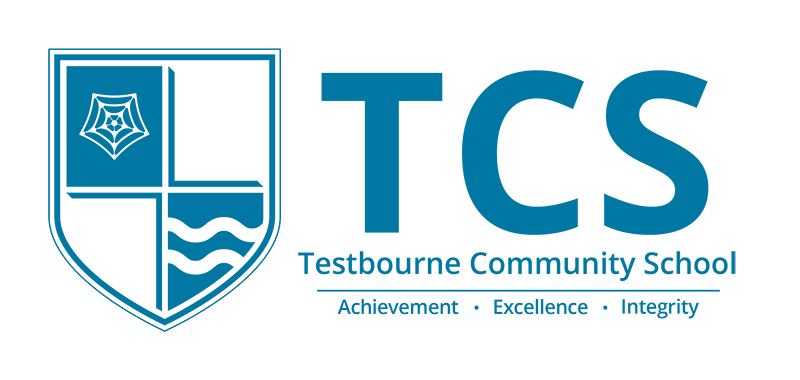 TCS
Testbourne Community School
Achievement • Excellence • Integrity